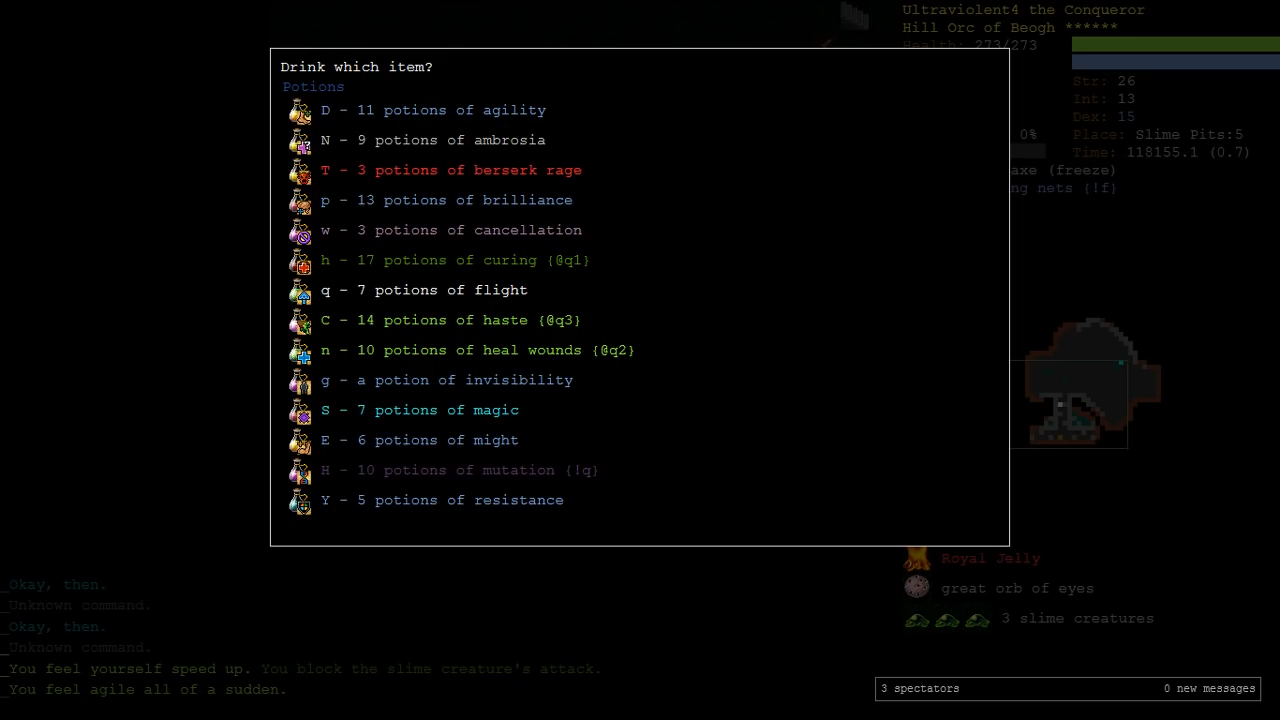 Ultraviolent4 the Conqueror
Hill Orc of Beogh ******
Health: 273/273
Str: 26
Int: 13
Dex: 15
0% Place: Slime Pits:5
Time: 118155.1 (0.7)
axe (freeze)
ng nets {!f}
Drink which item?
Potions
D - 11 potions of agility
N - 9 potions of ambrosia
T - 3 potions of berserk rage
p - 13 potions of brilliance
w - 3 potions of cancellation
h - 17 potions of curing {@q1}
q - 7 potions of flight
C - 14 potions of haste {@q3}
n - 10 potions of heal wounds {@q2}
g - a potion of invisibility
S - 7 potions of magic
E - 6 potions of might
H - 10 potions of mutation {!q}
Y - 5 potions of resistance
Royal Jelly
great orb of eyes
3 slime creatures
_Okay, then.
_Unknown command.
_Okay, then.
_Unknown command.
_You feel yourself speed up. You block the slime creature's attack.
_You feel agile all of a sudden.
3 spectators 0 new messages